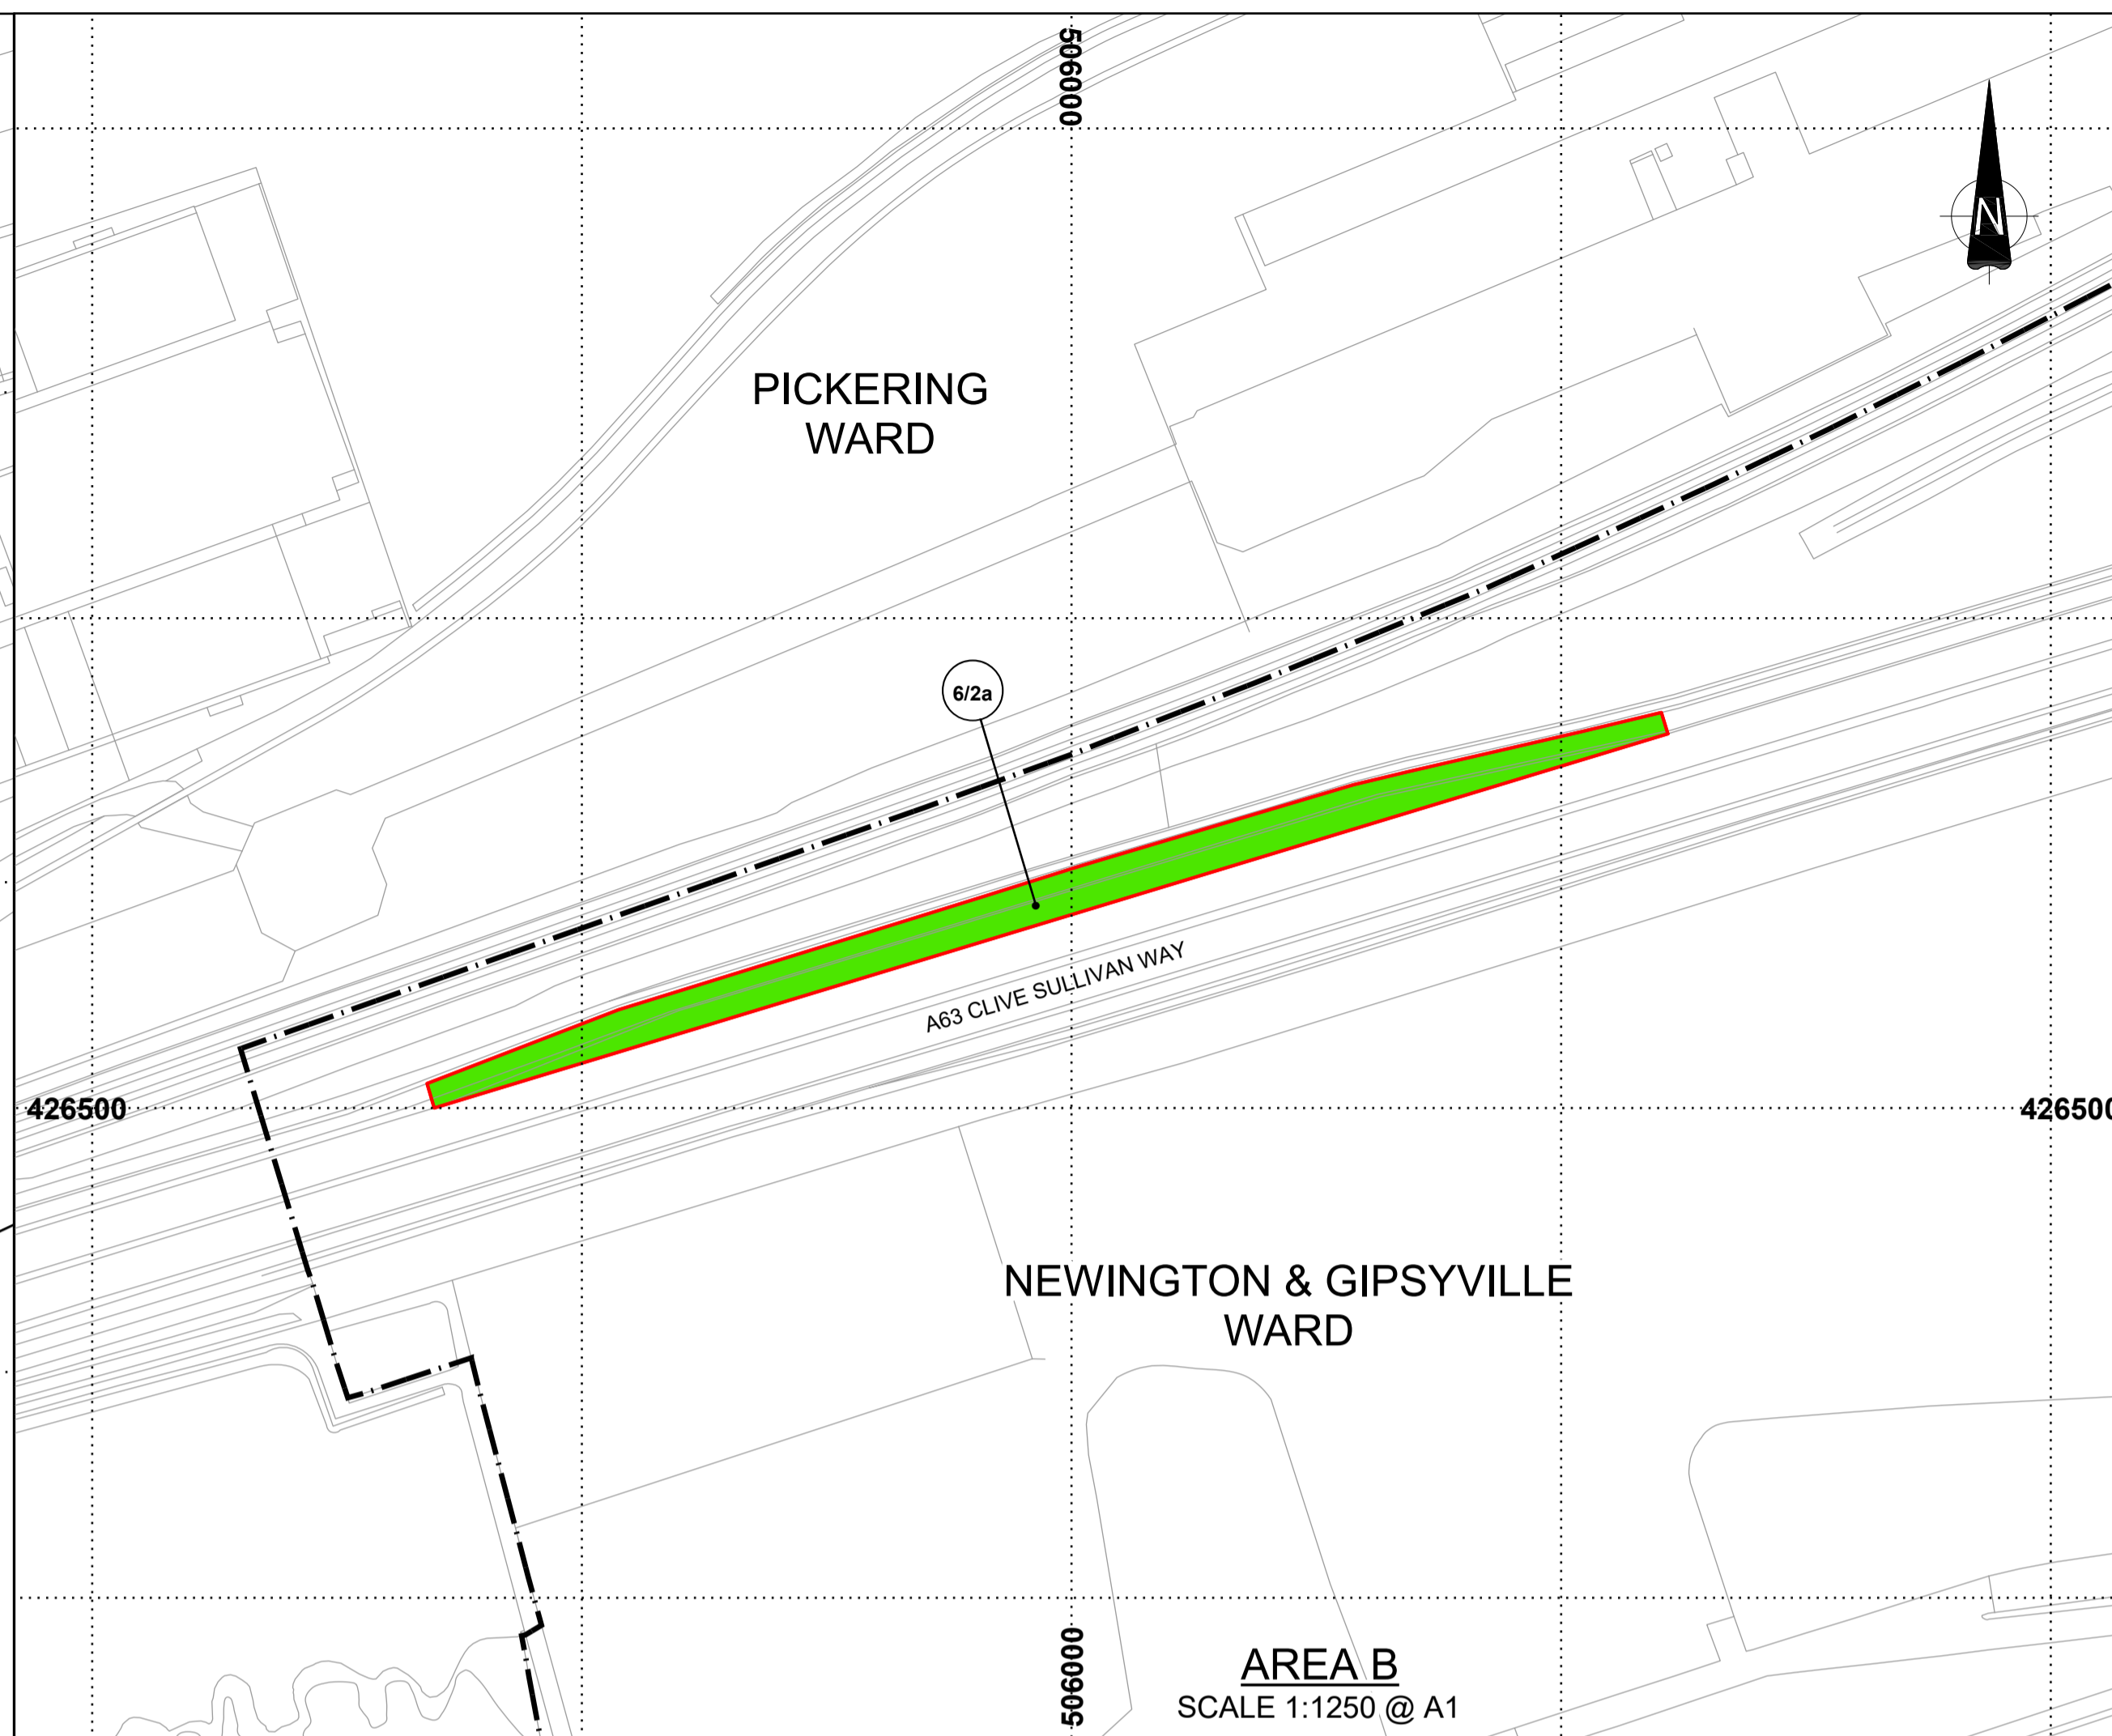 506000
N
PICKERING
WARD
6/2a
A63 CLIVE SULLIVAN WAY
426500
426500
NEWINGTON & GIPSYVILLE
WARD
506000
AREA B
SCALE 1:1250 @ A1